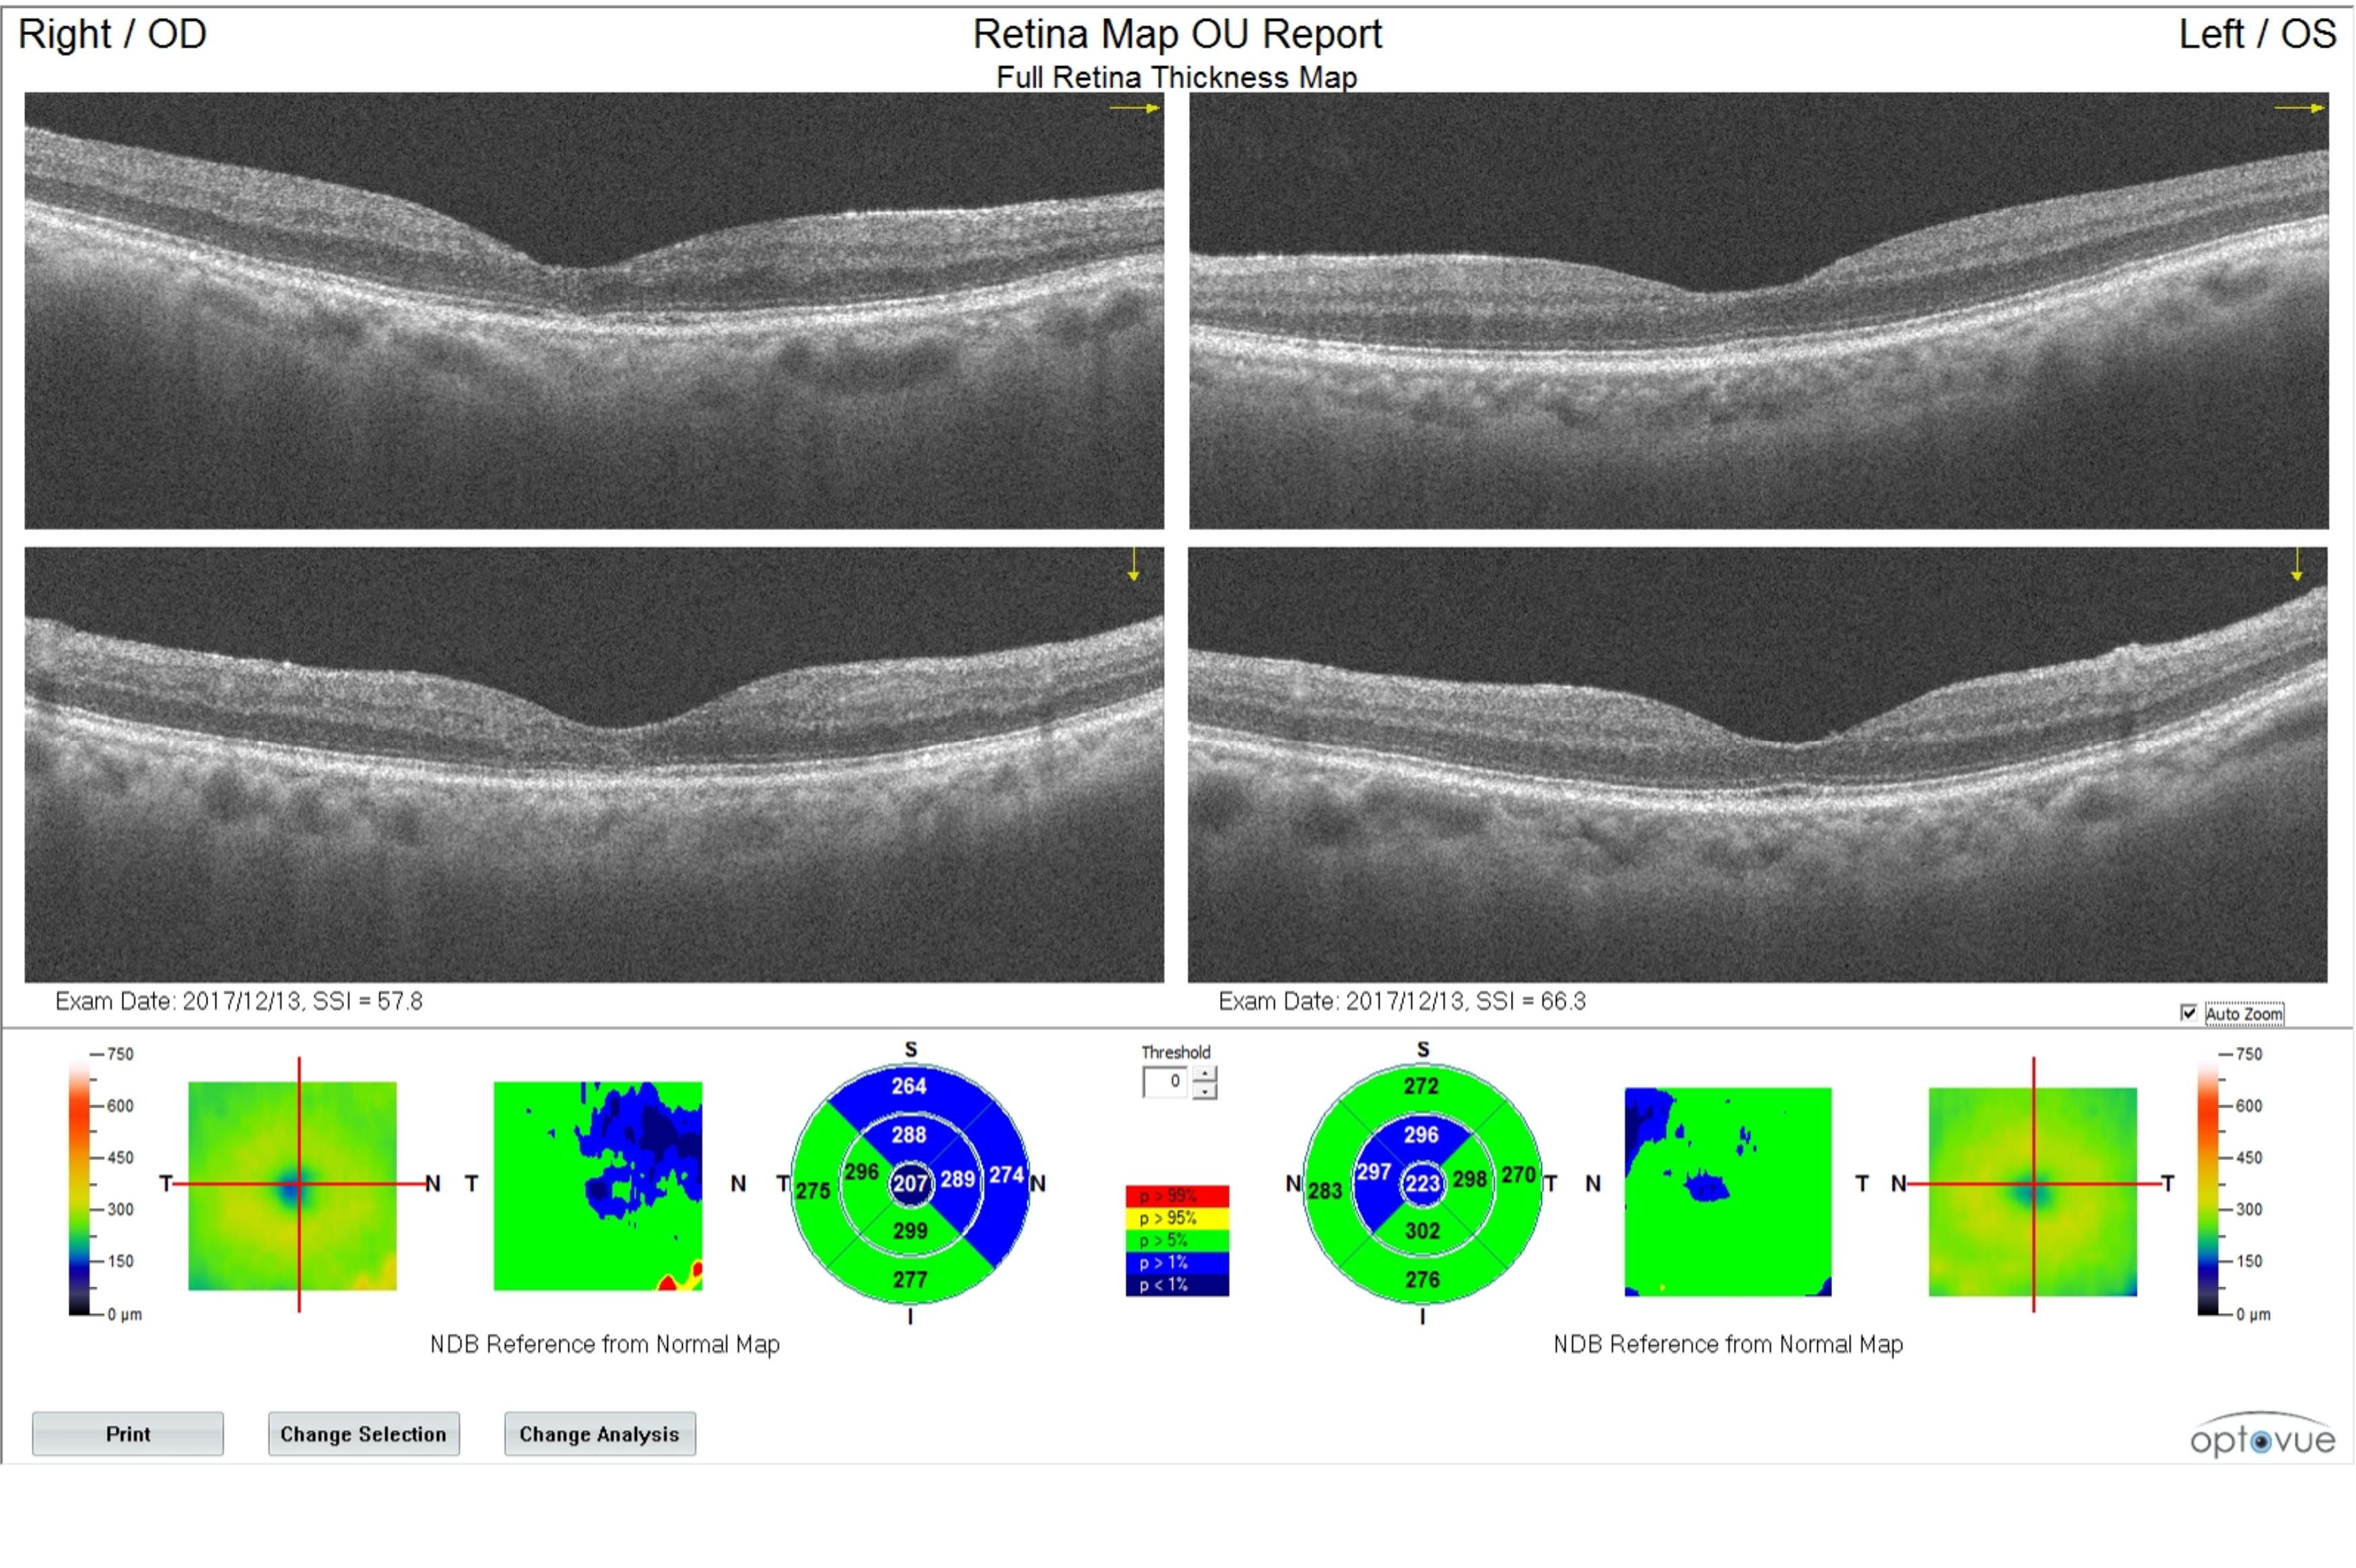 Right / OD
Retina Map OU Report
Left / OS
Full Retina Thickness Map
Exam Date: 2017/12/13, SSI = 57.8
Exam Date: 2017/12/13, SSI = 66.3
Auto Zoom
750
600
450
300
150
0 µm
T
N
T
N
S
264
288
T
275
296
207
289
274
N
299
277
I
NDB Reference from Normal Map
Threshold
0
p > 99%
p > 95%
p > 5%
p > 1%
p < 1%
S
272
296
N
283
297
223
298
270
T
302
276
I
N
T
N
T
NDB Reference from Normal Map
750
600
450
300
150
0 µm
Print
Change Selection
Change Analysis
optovue